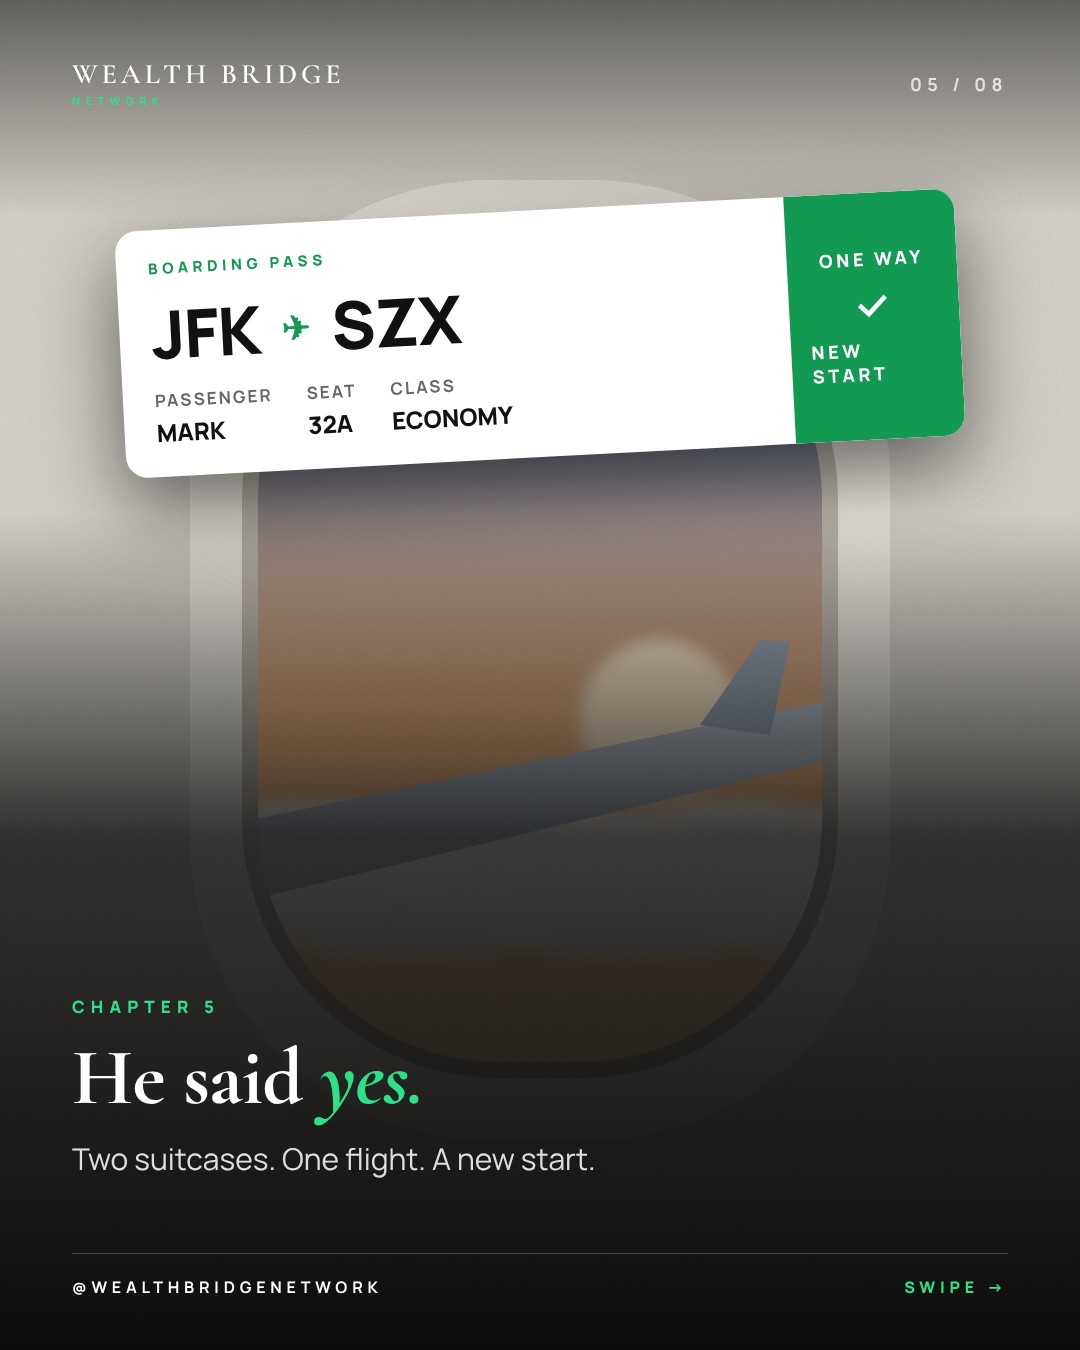 WEALTH BRIDGE
NETWORK
05 / 08
BOARDING PASS
JFK ✈ SZX
PASSENGER SEAT CLASS
MARK 32A ECONOMY
ONE WAY
✓
NEW
START
CHAPTER 5
He said yes.
Two suitcases. One flight. A new start.
@WEALTHBRIDGENETWORK
SWIPE →